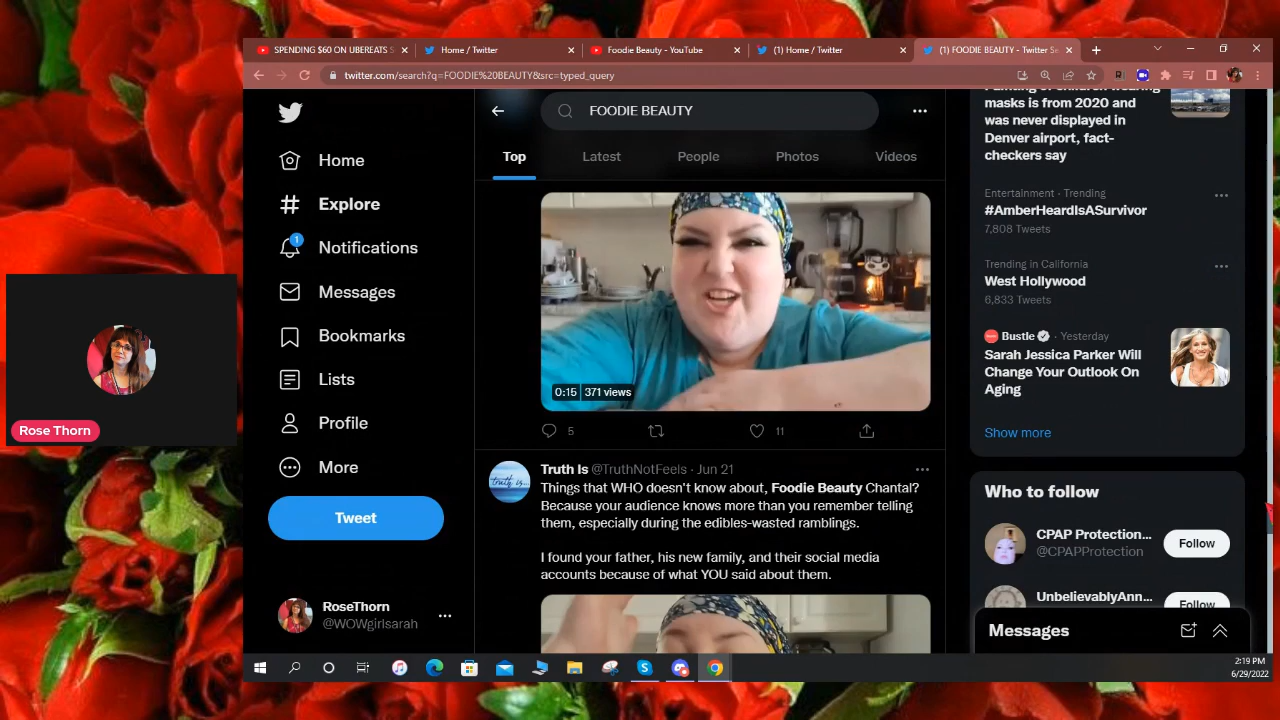 SPENDING $60 ON UBEREATS S
Home / Twitter
Foodie Beauty - YouTube
(1) Home / Twitter
(1) FOODIE BEAUTY - Twitter Se
twitter.com/search?q=FOODIE%20BEAUTY&src=typed_query
FOODIE BEAUTY
Top
Latest
People
Photos
Videos
Home
Explore
1
Notifications
Messages
Bookmarks
Lists
Profile
More
Tweet
RoseThorn
@WOWgirlsarah
Rose Thorn
0:15
371 views
5
11
truth is...
Truth Is @TruthNotFeels · Jun 21
Things that WHO doesn't know about, Foodie Beauty Chantal?
Because your audience knows more than you remember telling
them, especially during the edibles-wasted ramblings.
I found your father, his new family, and their social media
accounts because of what YOU said about them.
Painting of children wearing
masks is from 2020 and
was never displayed in
Denver airport, fact-
checkers say
Entertainment · Trending
#AmberHeardIsASurvivor
7,808 Tweets
Trending in California
West Hollywood
6,833 Tweets
Bustle · Yesterday
Sarah Jessica Parker Will
Change Your Outlook On
Aging
Show more
Who to follow
CPAP Protection...
@CPAPProtection
Follow
UnbelievablyAnn...
Follow
Messages
2:19 PM
6/29/2022